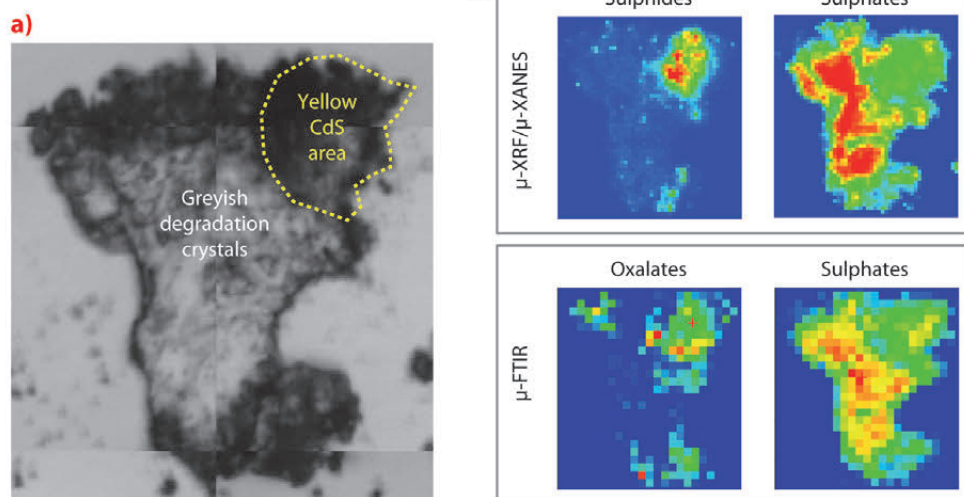 a)
Yellow
CdS
area
Greyish
degradation
crystals
Sulphides
Sulphates
μ-XRF/μ-XANES
Oxalates
Sulphates
μ-FTIR